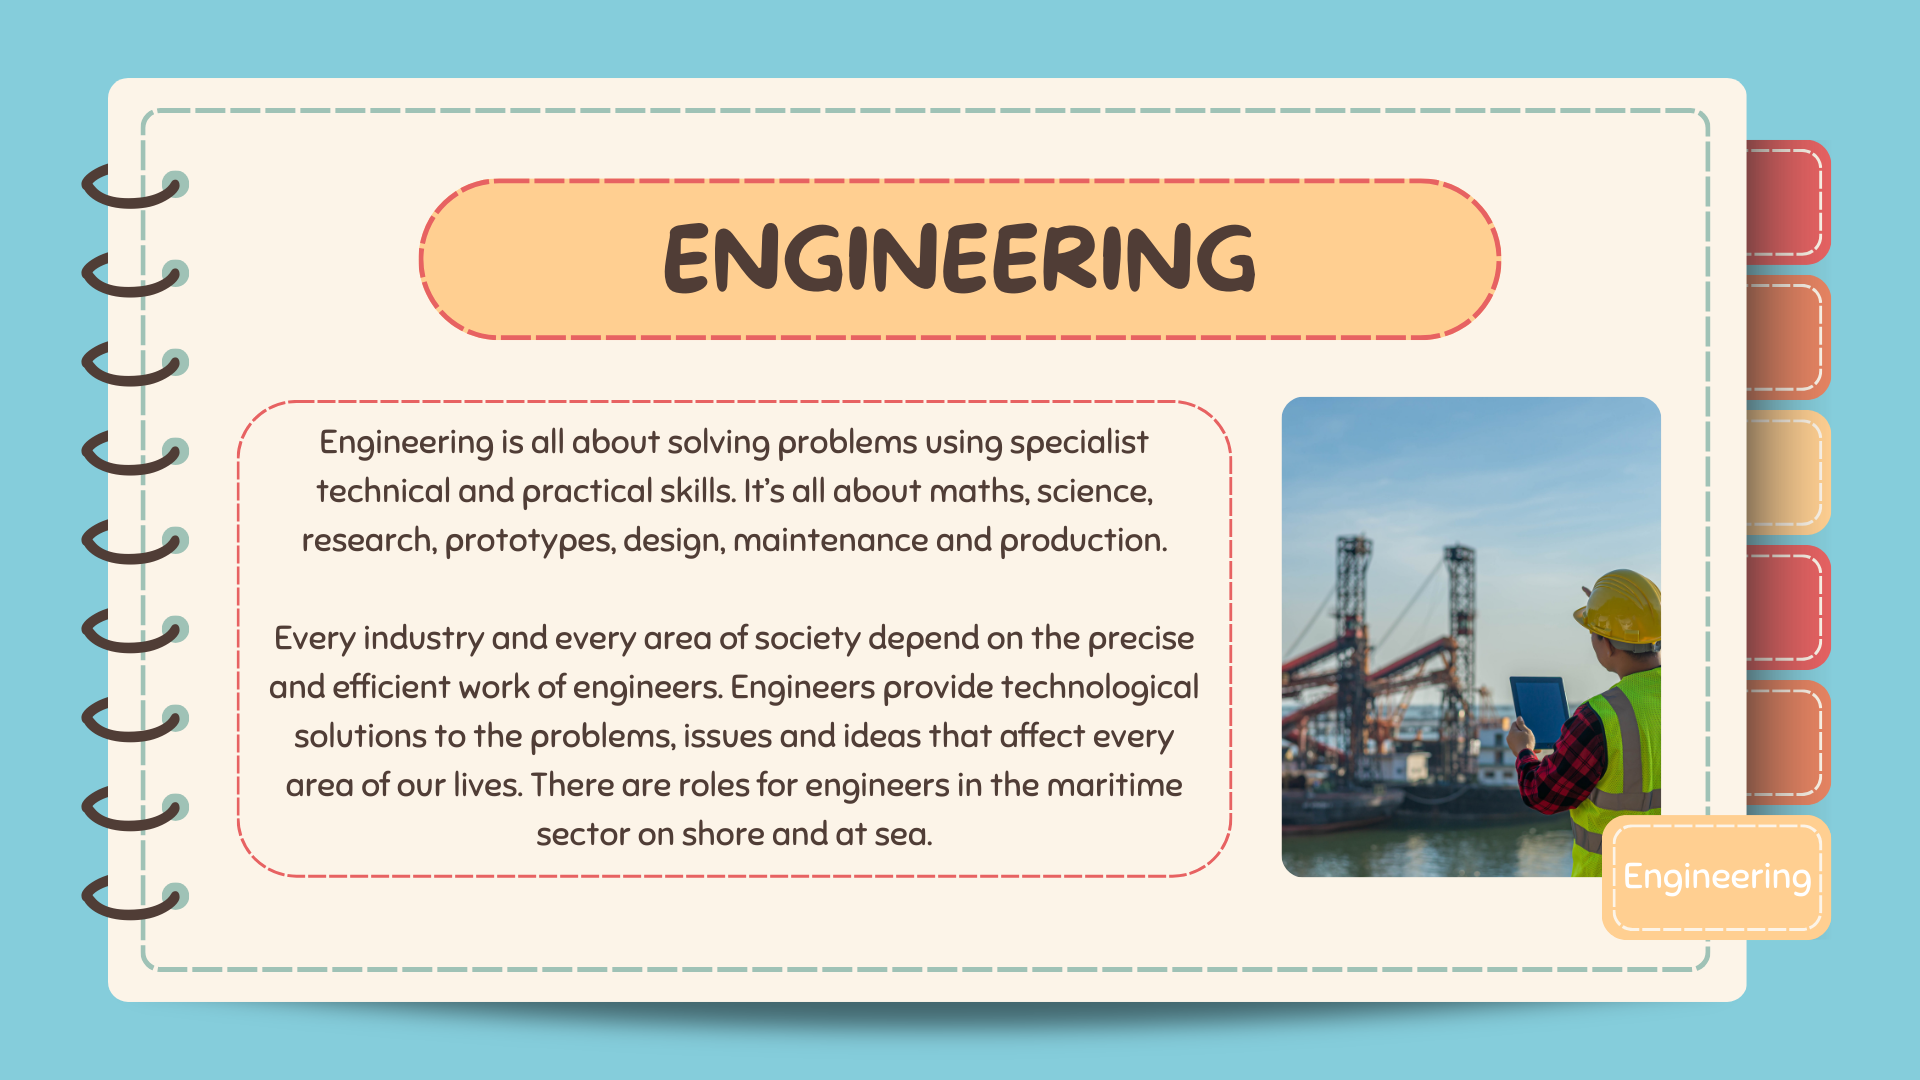 ENGINEERING
Engineering is all about solving problems using specialist
technical and practical skills. It's all about maths, science,
research, prototypes, design, maintenance and production.
Every industry and every area of society depend on the precise
and efficient work of engineers. Engineers provide technological
solutions to the problems, issues and ideas that affect every
area of our lives. There are roles for engineers in the maritime
sector on shore and at sea.
Engineering